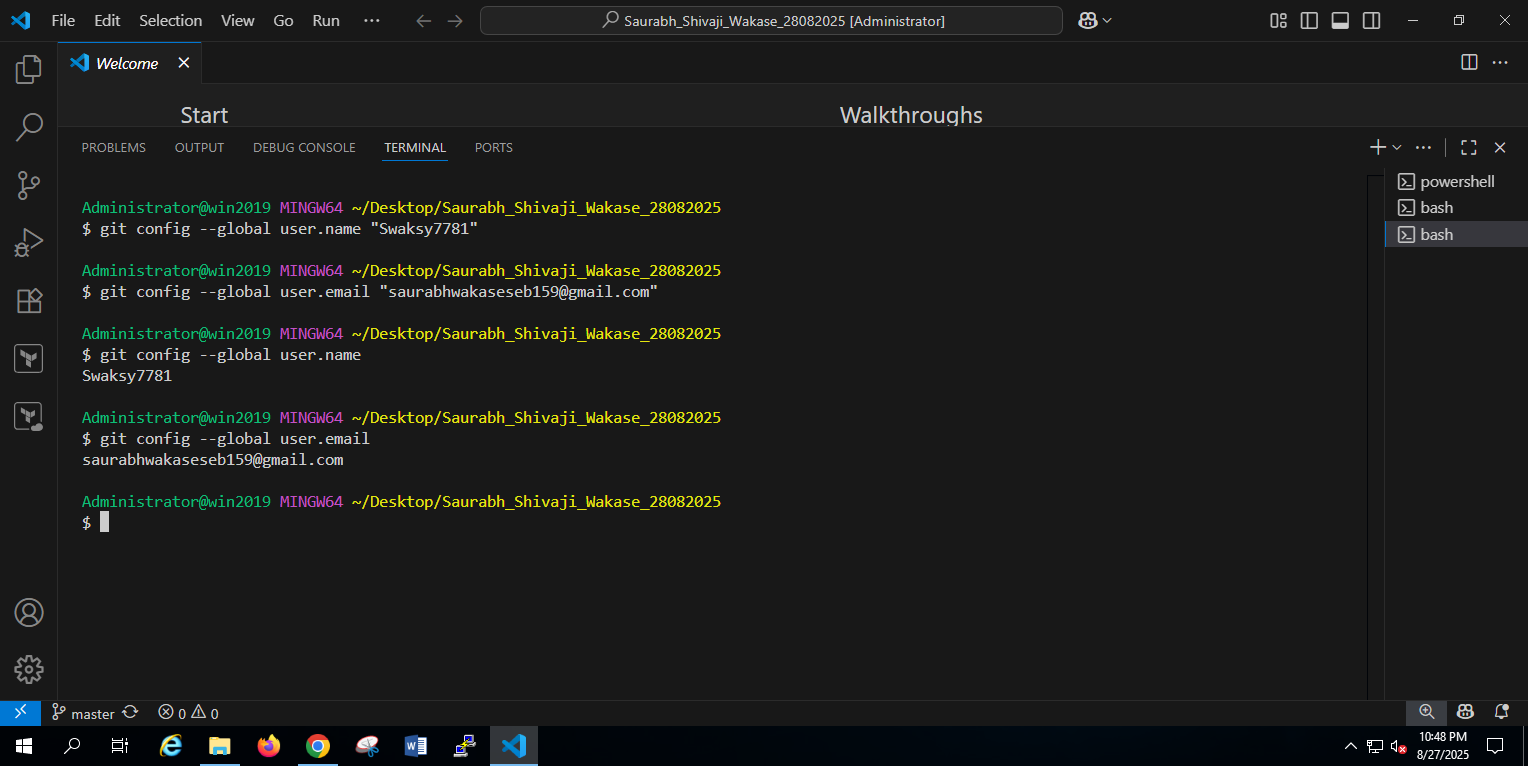 File Edit Selection View Go Run ···
Saurabh_Shivaji_Wakase_28082025 [Administrator]
Welcome
Start
Walkthroughs
PROBLEMS OUTPUT DEBUG CONSOLE TERMINAL PORTS
powershell
bash
bash
Administrator@win2019 MINGW64 ~/Desktop/Saurabh_Shivaji_Wakase_28082025
$ git config --global user.name "Swaksy7781"
Administrator@win2019 MINGW64 ~/Desktop/Saurabh_Shivaji_Wakase_28082025
$ git config --global user.email "saurabhwakaseseb159@gmail.com"
Administrator@win2019 MINGW64 ~/Desktop/Saurabh_Shivaji_Wakase_28082025
$ git config --global user.name
Swaksy7781
Administrator@win2019 MINGW64 ~/Desktop/Saurabh_Shivaji_Wakase_28082025
$ git config --global user.email
saurabhwakaseseb159@gmail.com
Administrator@win2019 MINGW64 ~/Desktop/Saurabh_Shivaji_Wakase_28082025
$
master 0 0
10:48 PM
8/27/2025